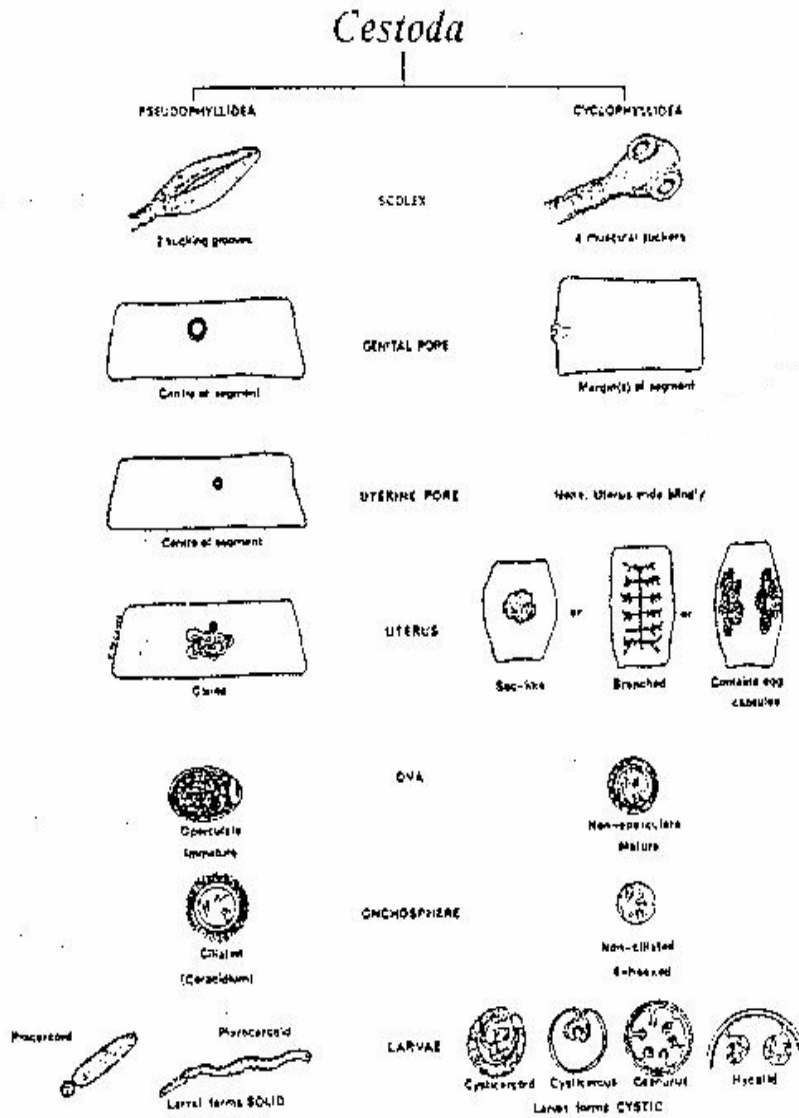 Cestoda
PSEUDOPHYLLIDEA
CYCLOPHYLLIDEA
SCOLEX
2 sucking grooves
4 muscular suckers
GENITAL PORE
Centre of segment
Margin(s) of segment
UTERINE PORE
None. Uterus ends blindly
Centre of segment
UTERUS
or
or
Sac-like
Branched
Contains egg
capsules
OVA
Operculate
Immature
Non-operculate
Mature
ONCHOSPHERE
Ciliated
(Coracidium)
Non-ciliated
6-hooked
Procercoid
Plerocercoid
LARVAE
Larval forms SOLID
Cysticercoid
Cysticercus
Coenurus
Hydatid
Larval forms CYSTIC